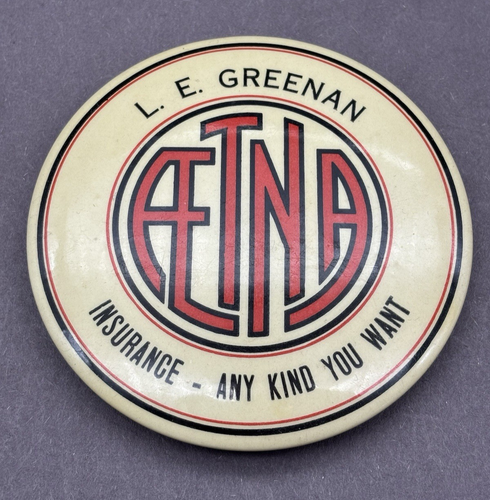 L. E. GREENAN
ÆTNA
INSURANCE - ANY KIND YOU WANT